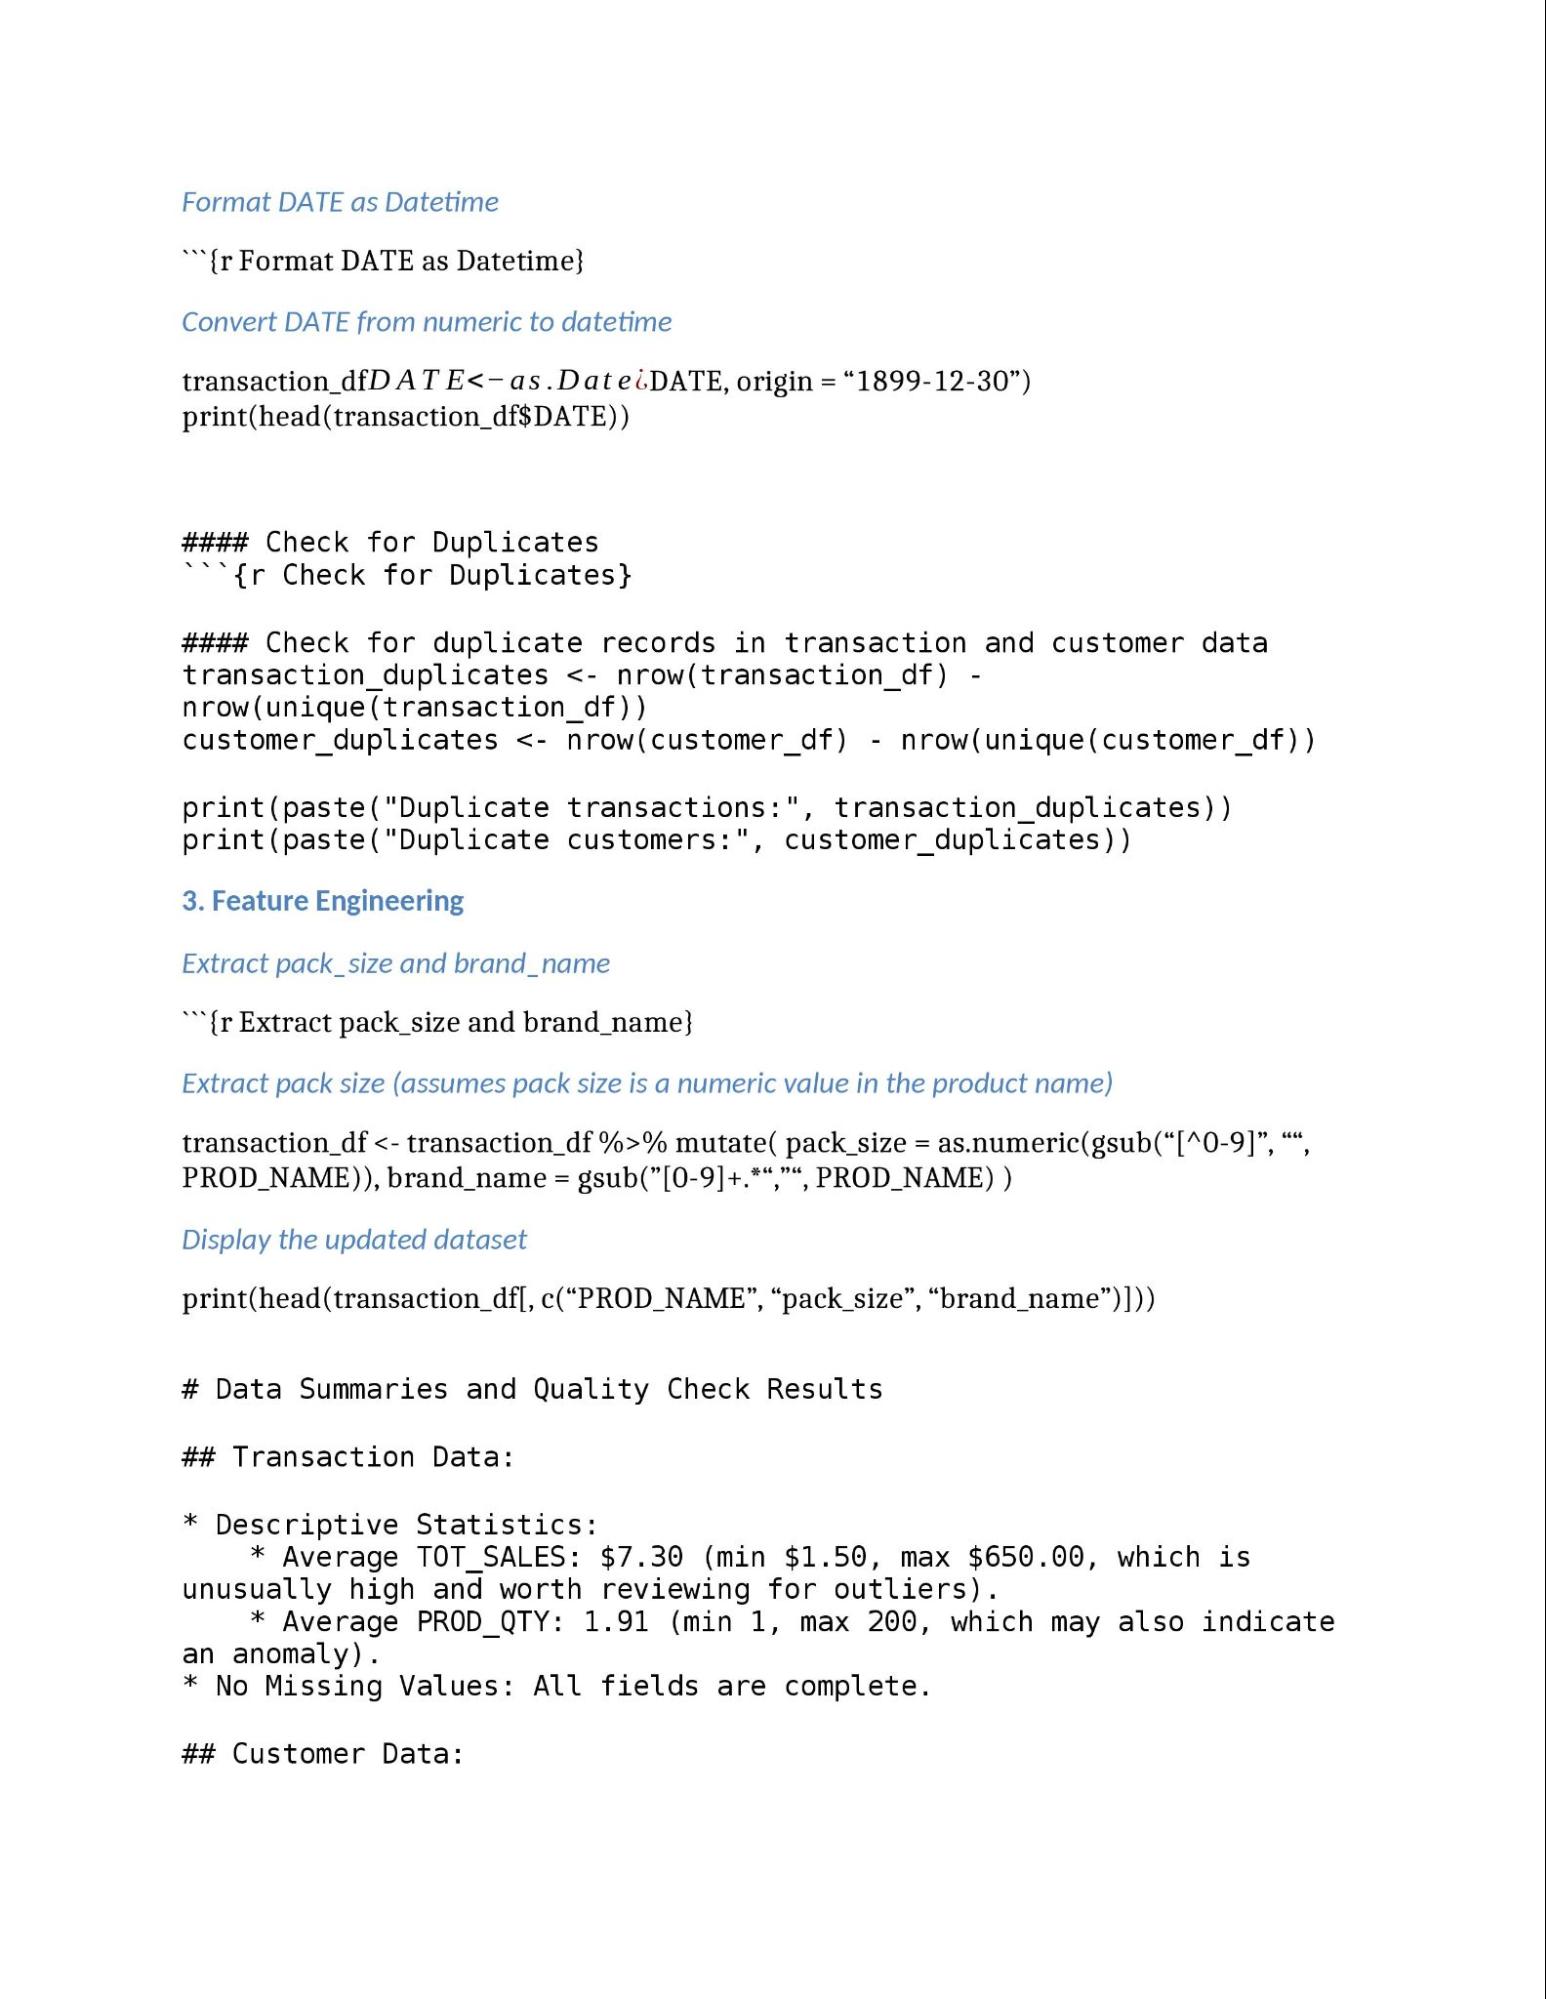 Format DATE as Datetime
```{r Format DATE as Datetime}
Convert DATE from numeric to datetime
transaction_dfDATE<−as.Date¿DATE, origin = “1899-12-30”)
print(head(transaction_df$DATE))
#### Check for Duplicates
```{r Check for Duplicates}
#### Check for duplicate records in transaction and customer data
transaction_duplicates <- nrow(transaction_df) -
nrow(unique(transaction_df))
customer_duplicates <- nrow(customer_df) - nrow(unique(customer_df))
print(paste("Duplicate transactions:", transaction_duplicates))
print(paste("Duplicate customers:", customer_duplicates))
3. Feature Engineering
Extract pack_size and brand_name
```{r Extract pack_size and brand_name}
Extract pack size (assumes pack size is a numeric value in the product name)
transaction_df <- transaction_df %>% mutate( pack_size = as.numeric(gsub(“[^0-9]”, ““,
PROD_NAME)), brand_name = gsub(”[0-9]+.*“,”“, PROD_NAME) )
Display the updated dataset
print(head(transaction_df[, c(“PROD_NAME”, “pack_size”, “brand_name”)]))
# Data Summaries and Quality Check Results
## Transaction Data:
* Descriptive Statistics:
    * Average TOT_SALES: $7.30 (min $1.50, max $650.00, which is
unusually high and worth reviewing for outliers).
    * Average PROD_QTY: 1.91 (min 1, max 200, which may also indicate
an anomaly).
* No Missing Values: All fields are complete.
## Customer Data: